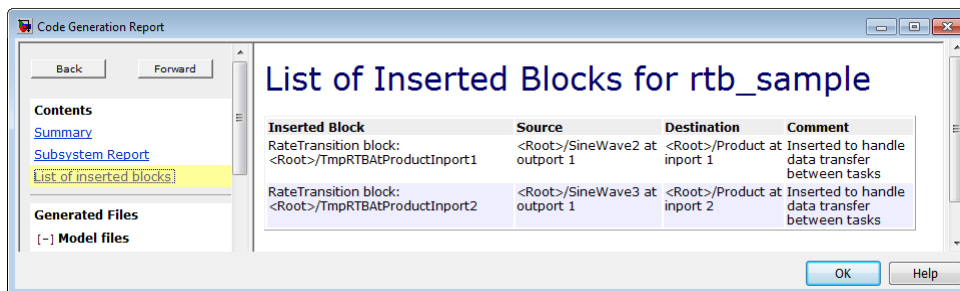 Code Generation Report
Back Forward
Contents
Summary
Subsystem Report
List of inserted blocks
Generated Files
[-] Model files
List of Inserted Blocks for rtb_sample
Inserted Block Source Destination Comment
RateTransition block: <Root>/SineWave2 at <Root>/Product at Inserted to handle
<Root>/TmpRTBAtProductInport1 outport 1 inport 1 data transfer
between tasks
RateTransition block: <Root>/SineWave3 at <Root>/Product at Inserted to handle
<Root>/TmpRTBAtProductInport2 outport 1 inport 2 data transfer
between tasks
OK Help